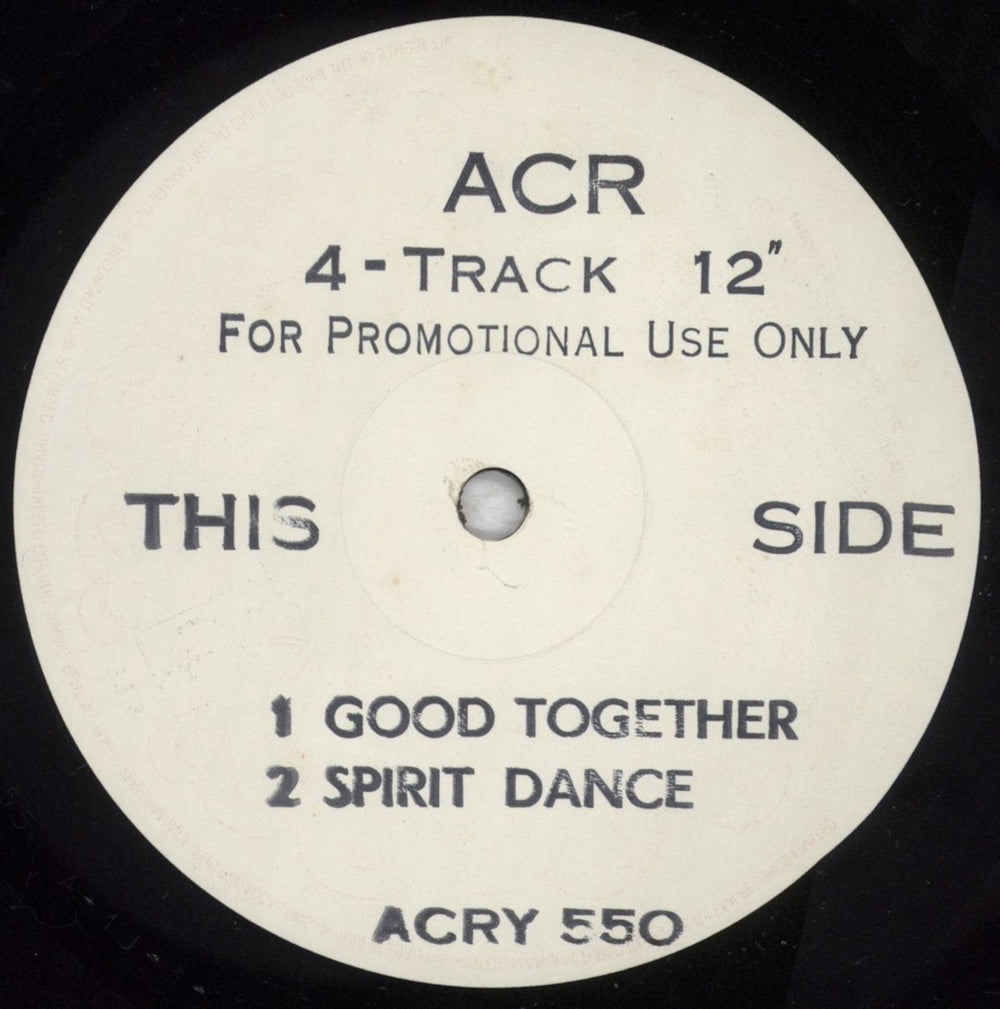 ACR
4-TRACK 12"
FOR PROMOTIONAL USE ONLY
THIS SIDE
1 GOOD TOGETHER
2 SPIRIT DANCE
ACRY 550